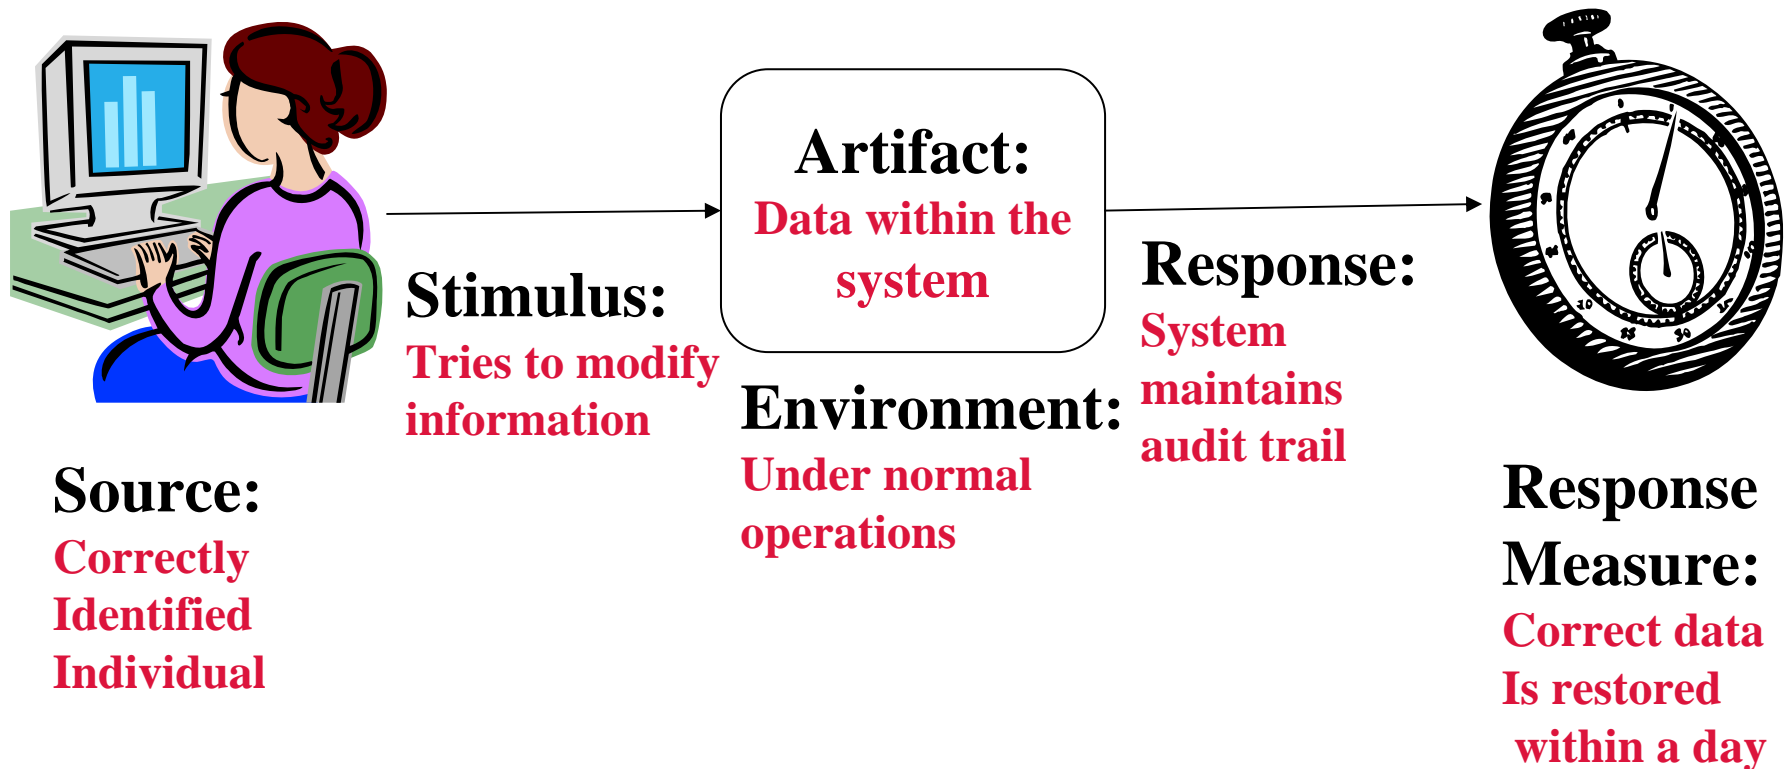 Source:
Correctly
Identified
Individual
Stimulus:
Tries to modify
information
Artifact:
Data within the
system
Environment:
Under normal
operations
Response:
System
maintains
audit trail
Response
Measure:
Correct data
Is restored
within a day